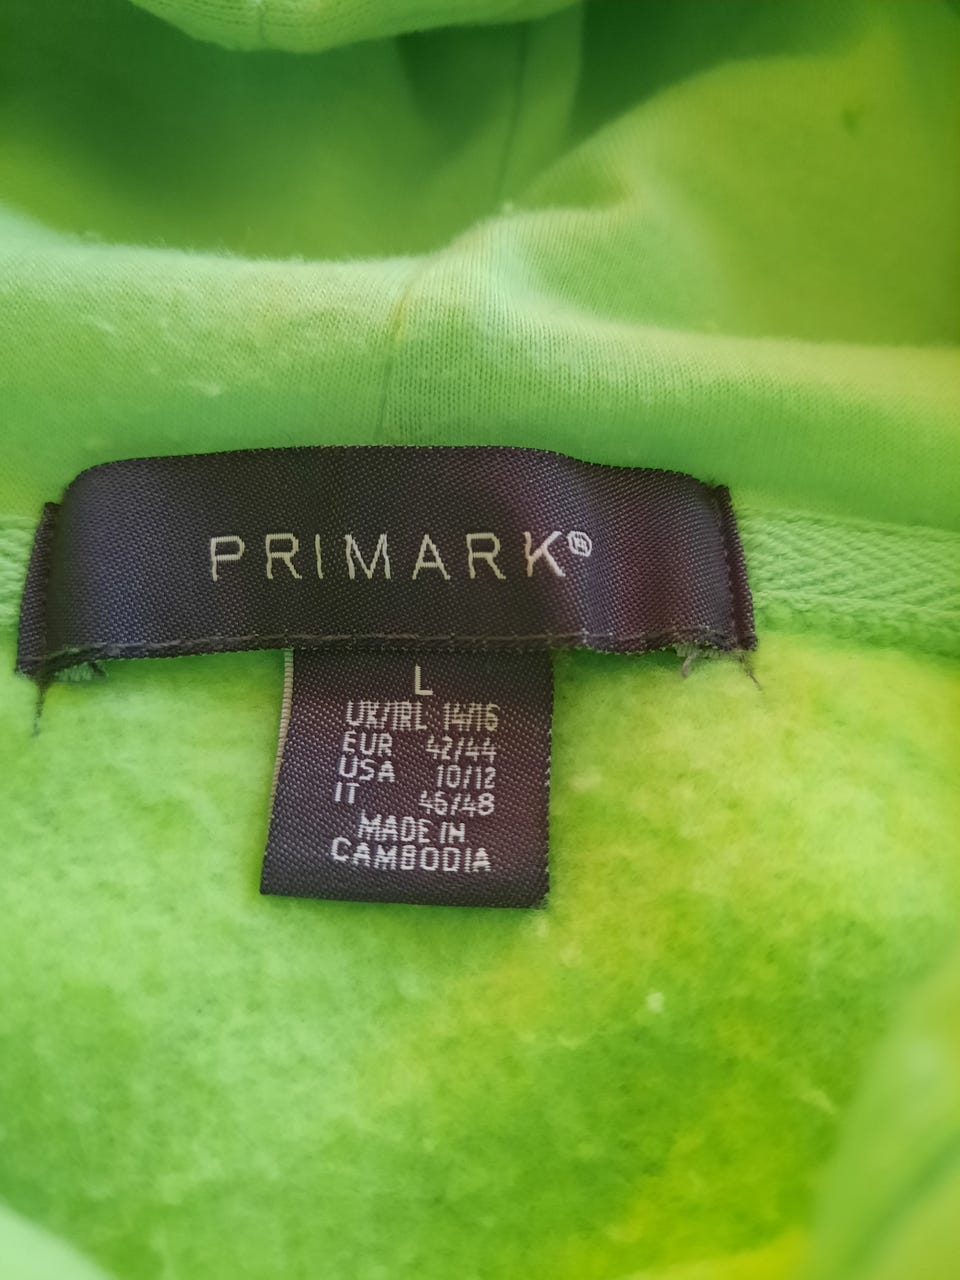 PRIMARK®
L
UK/IRL 14/16
EUR 42/44
USA 10/12
IT 46/48
MADE IN
CAMBODIA